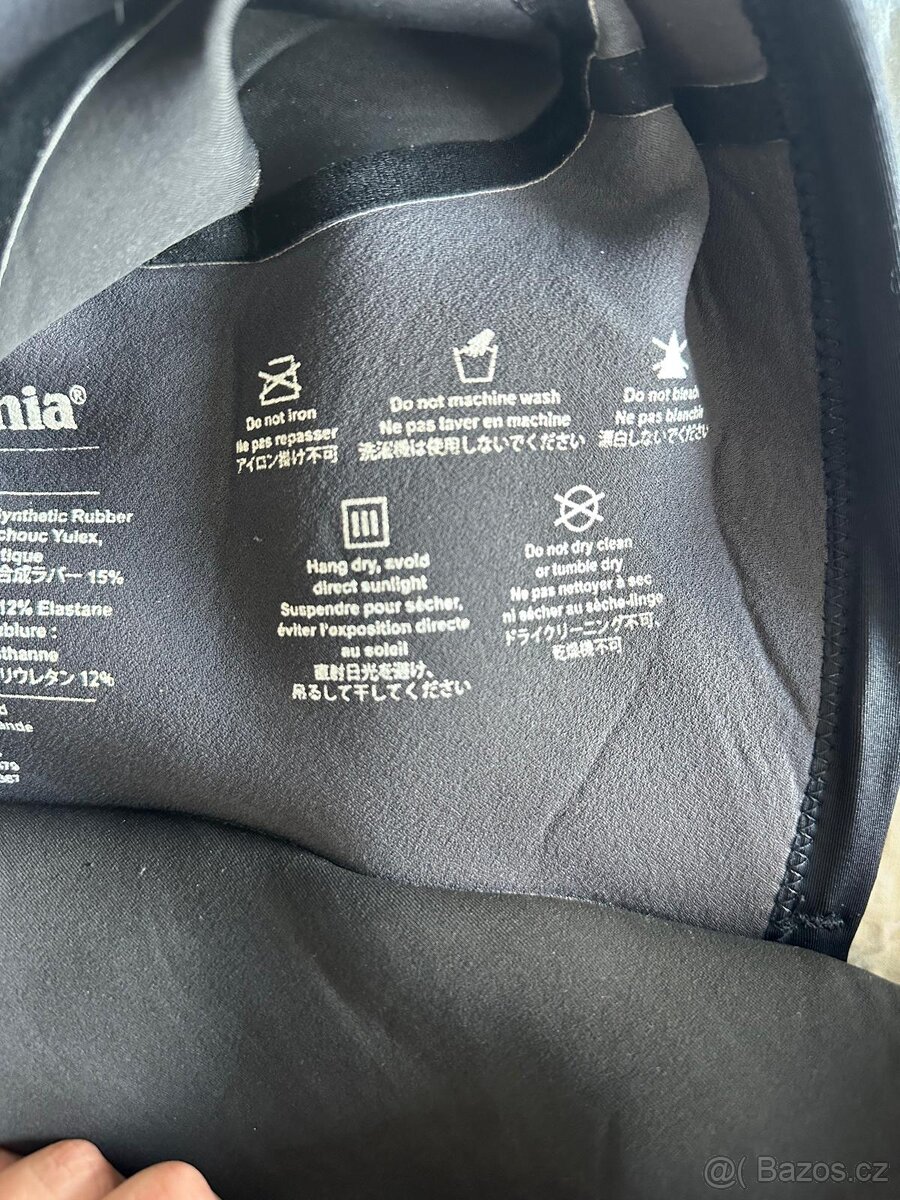 nia®
Synthetic Rubber
chouc Yulex,
tique
合成ラバー 15%
12% Elastane
ublure :
thanne
リウレタン 12%
ande
Do not iron
Ne pas repasser
アイロン掛け不可
Do not machine wash
Ne pas laver en machine
洗濯機は使用しないでください
Do not bleach
Ne pas blanchir
漂白しないでください
Hang dry, avoid
direct sunlight
Suspendre pour sécher,
éviter l'exposition directe
au soleil
直射日光を避け、
吊るして干してください
Do not dry clean
or tumble dry
Ne pas nettoyer à sec
ni sécher au sèche-linge
ドライクリーニング不可、
乾燥機不可
@( Bazos.cz